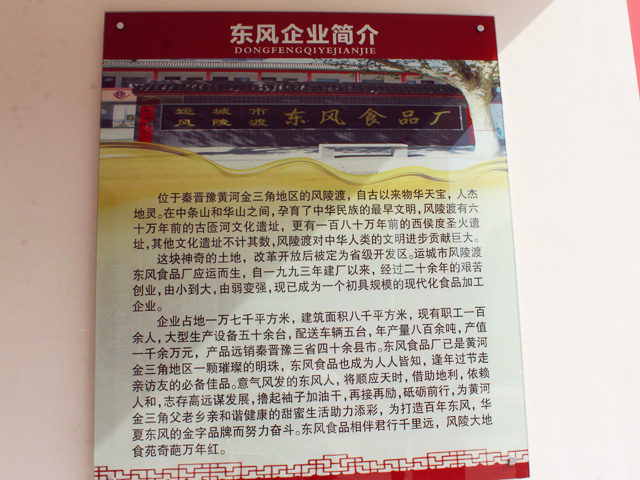 东风企业简介
DONGFENGQIYEJIANJIE
运城市
风陵渡
东风食品厂
位于秦晋豫黄河金三角地区的风陵渡，自古以来物华天宝，人杰
地灵。在中条山和华山之间，孕育了中华民族的最早文明，风陵渡有六
十万年前的古匼河文化遗址，更有一百八十万年前的西侯度圣火遗
址，其他文化遗址不计其数，风陵渡对中华人类的文明进步贡献巨大。
这块神奇的土地，改革开放后被定为省级开发区。运城市风陵渡
东风食品厂应运而生，自一九九三年建厂以来，经过二十余年的艰苦
创业，由小到大，由弱变强，现已成为一个初具规模的现代化食品加工
企业。
企业占地一万七千平方米，建筑面积八千平方米，现有职工一百
余人，大型生产设备五十余台，配送车辆五台，年产量八百余吨，产值
一千余万元，产品远销秦晋豫三省四十余县市。东风食品厂已是黄河
金三角地区一颗璀璨的明珠，东风食品也成为人人皆知，逢年过节走
亲访友的必备佳品。意气风发的东风人，将顺应天时，借助地利，依赖
人和，志存高远谋发展，撸起袖子加油干，再接再励，砥砺前行，为黄河
金三角父老乡亲和谐健康的甜蜜生活助力添彩，为打造百年东风，华
夏东风的金字品牌而努力奋斗。东风食品相伴君行千里远，风陵大地
食苑奇葩万年红。